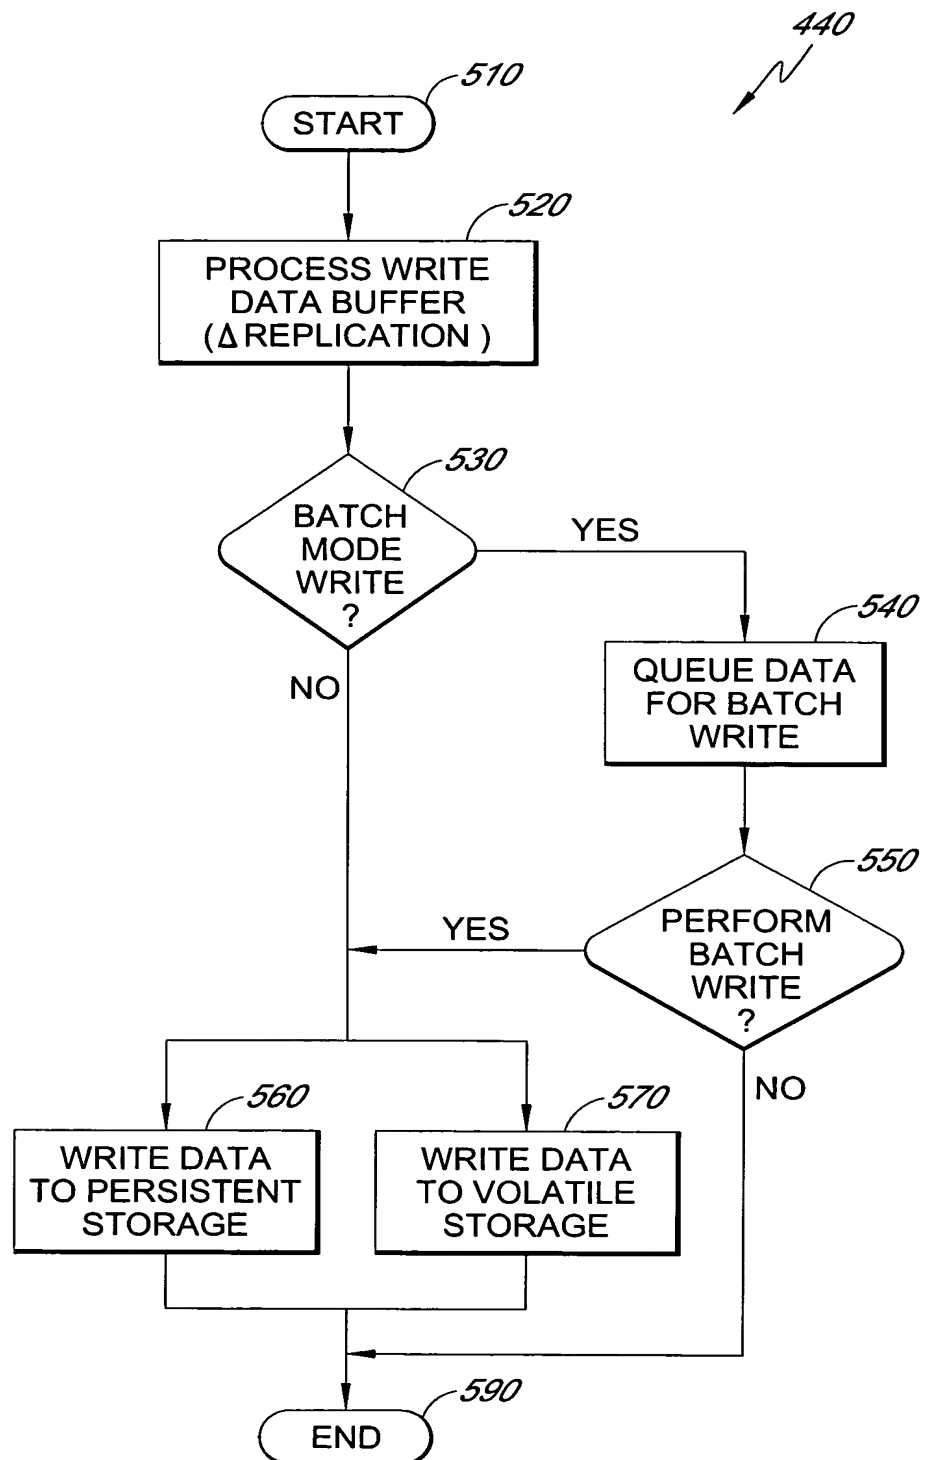 440
510
START
520
PROCESS WRITE
DATA BUFFER
(Δ REPLICATION )
530
BATCH
MODE
WRITE
?
YES
NO
540
QUEUE DATA
FOR BATCH
WRITE
550
PERFORM
BATCH
WRITE
?
YES
NO
560
WRITE DATA
TO PERSISTENT
STORAGE
570
WRITE DATA
TO VOLATILE
STORAGE
590
END